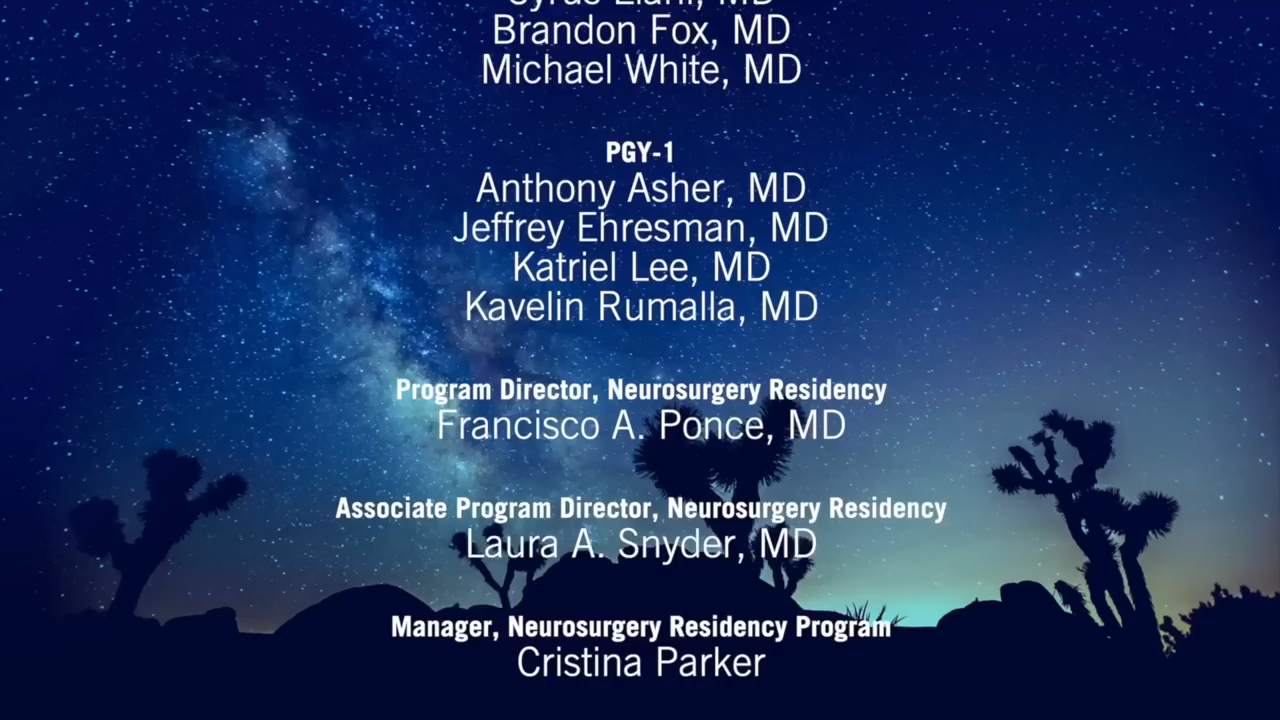 Brandon Fox, MD
Michael White, MD
PGY-1
Anthony Asher, MD
Jeffrey Ehresman, MD
Katriel Lee, MD
Kavelin Rumalla, MD
Program Director, Neurosurgery Residency
Francisco A. Ponce, MD
Associate Program Director, Neurosurgery Residency
Laura A. Snyder, MD
Manager, Neurosurgery Residency Program
Cristina Parker